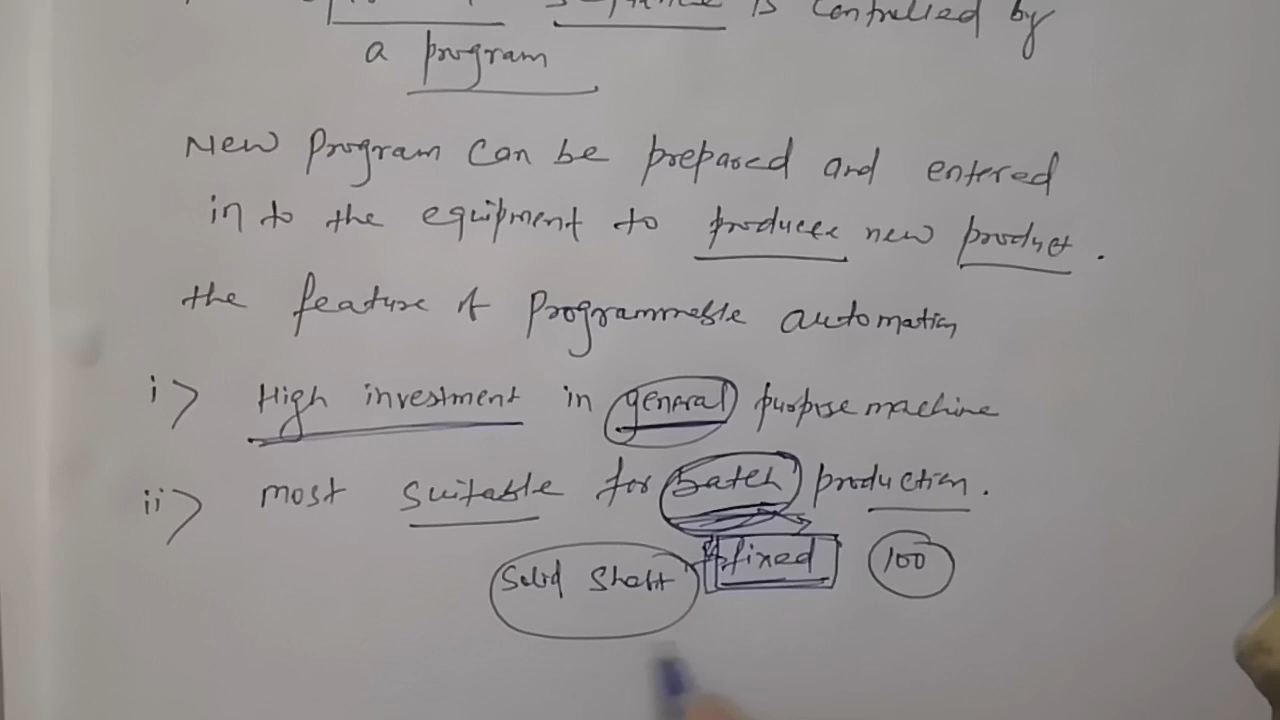 is controlled by
a program
New Program can be prepared and entered
in to the equipment to produce new product.
the feature of Programmable automation
i> High investment in general purpose machine
ii> most suitable for batch production.
Solid Shaft fixed 100